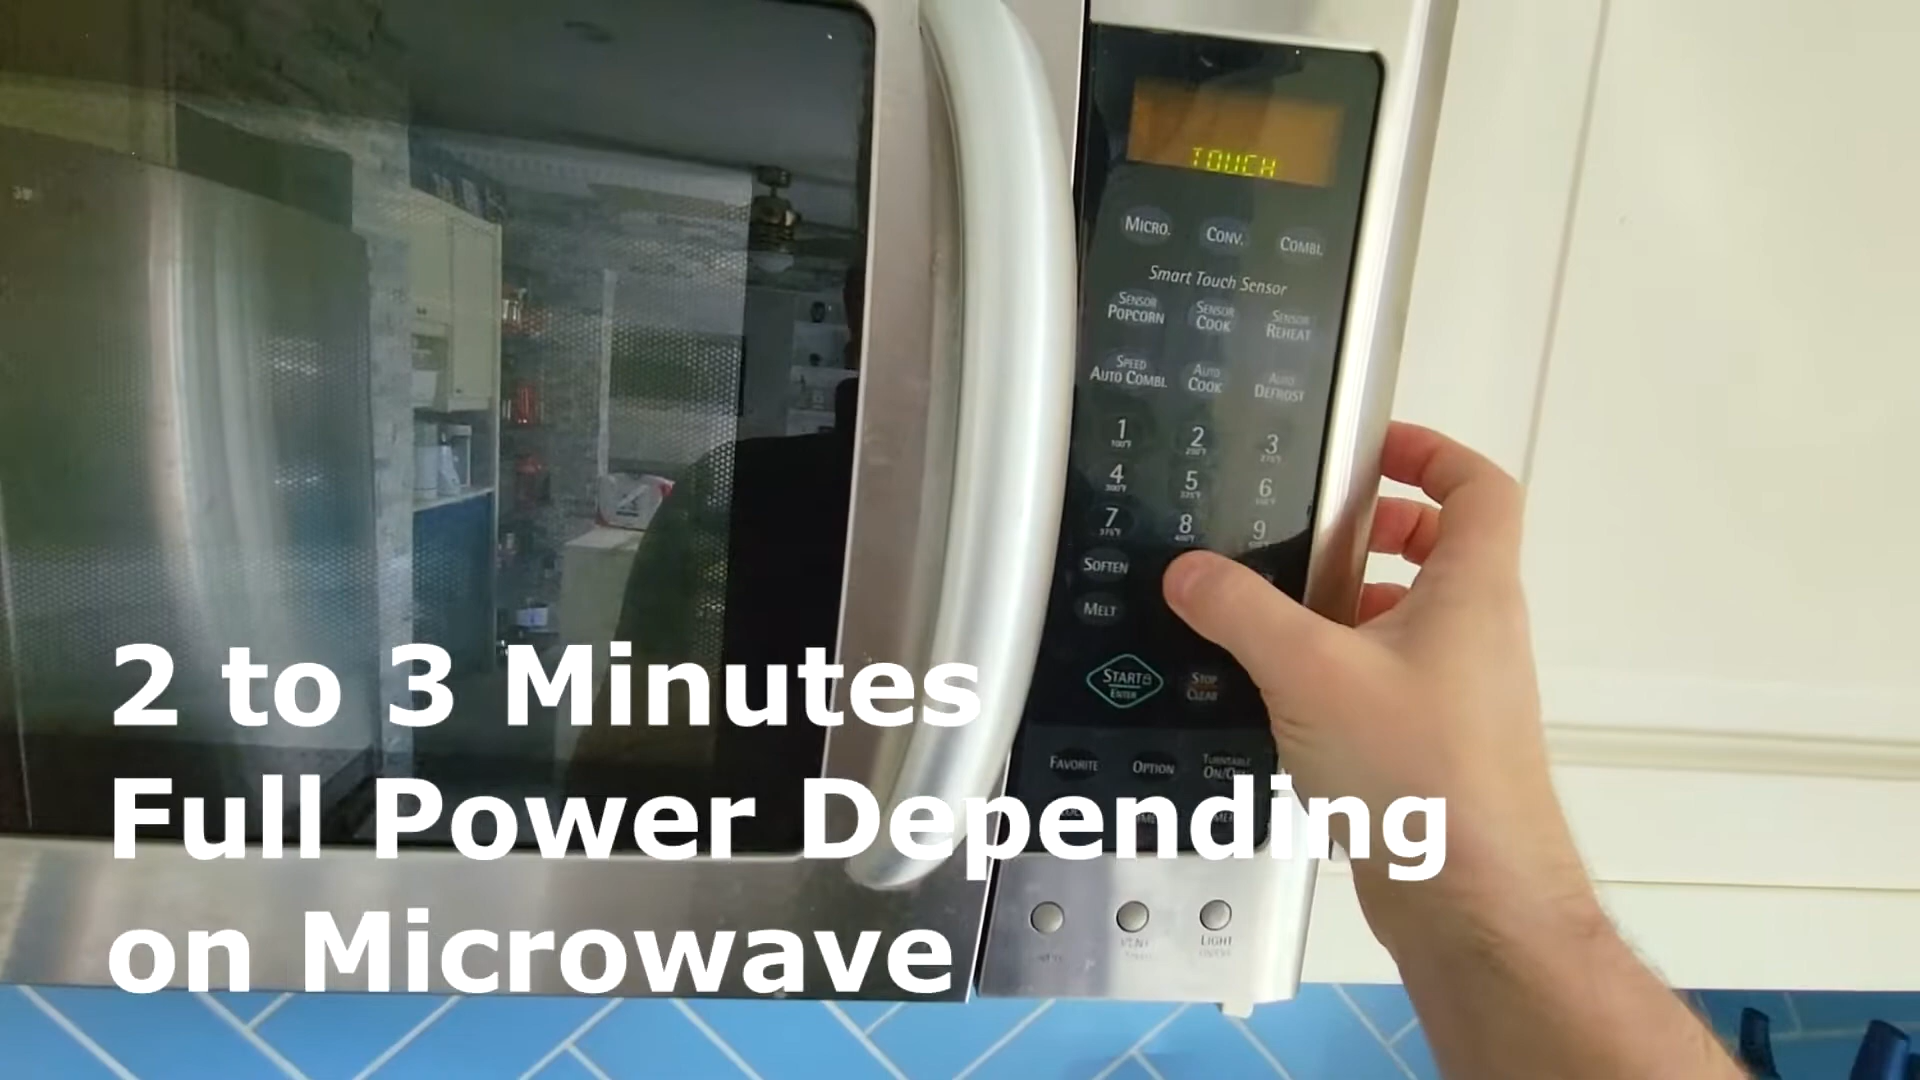 TOUCH
MICRO. CONV. COMBI.
Smart Touch Sensor
SENSOR POPCORN
SENSOR COOK
SENSOR REHEAT
SPEED AUTO COMBI.
AUTO COOK
AUTO DEFROST
1 2 3
4 5 6
7 8 9
SOFTEN
MELT
START ENTER
STOP CLEAR
FAVORITE OPTION TURNTABLE ON/OFF
VENT LIGHT
2 to 3 Minutes
Full Power Depending
on Microwave